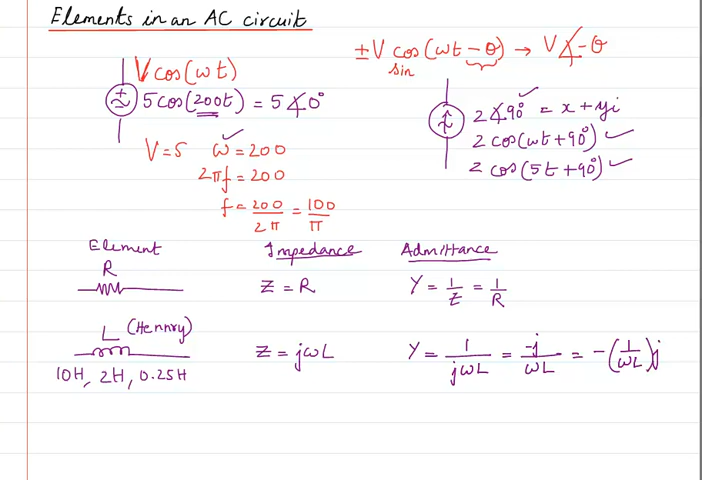 Elements in an AC circuit
±V cos (ωt − θ) → V∡−θ
sin
V cos (ωt)
5 cos (200t) = 5∡0°
V = 5 ω = 200
2πf = 200
f = 200/2π = 100/π
2∡90° = x + yi
2 cos (ωt + 90°)
2 cos (5t + 90°)
Element Impedance Admittance
R
Z = R Y = 1/Z = 1/R
L (Hennry)
Z = jωL Y = 1/jωL = -j/ωL = −(1/ωL)j
10H, 2H, 0.25H